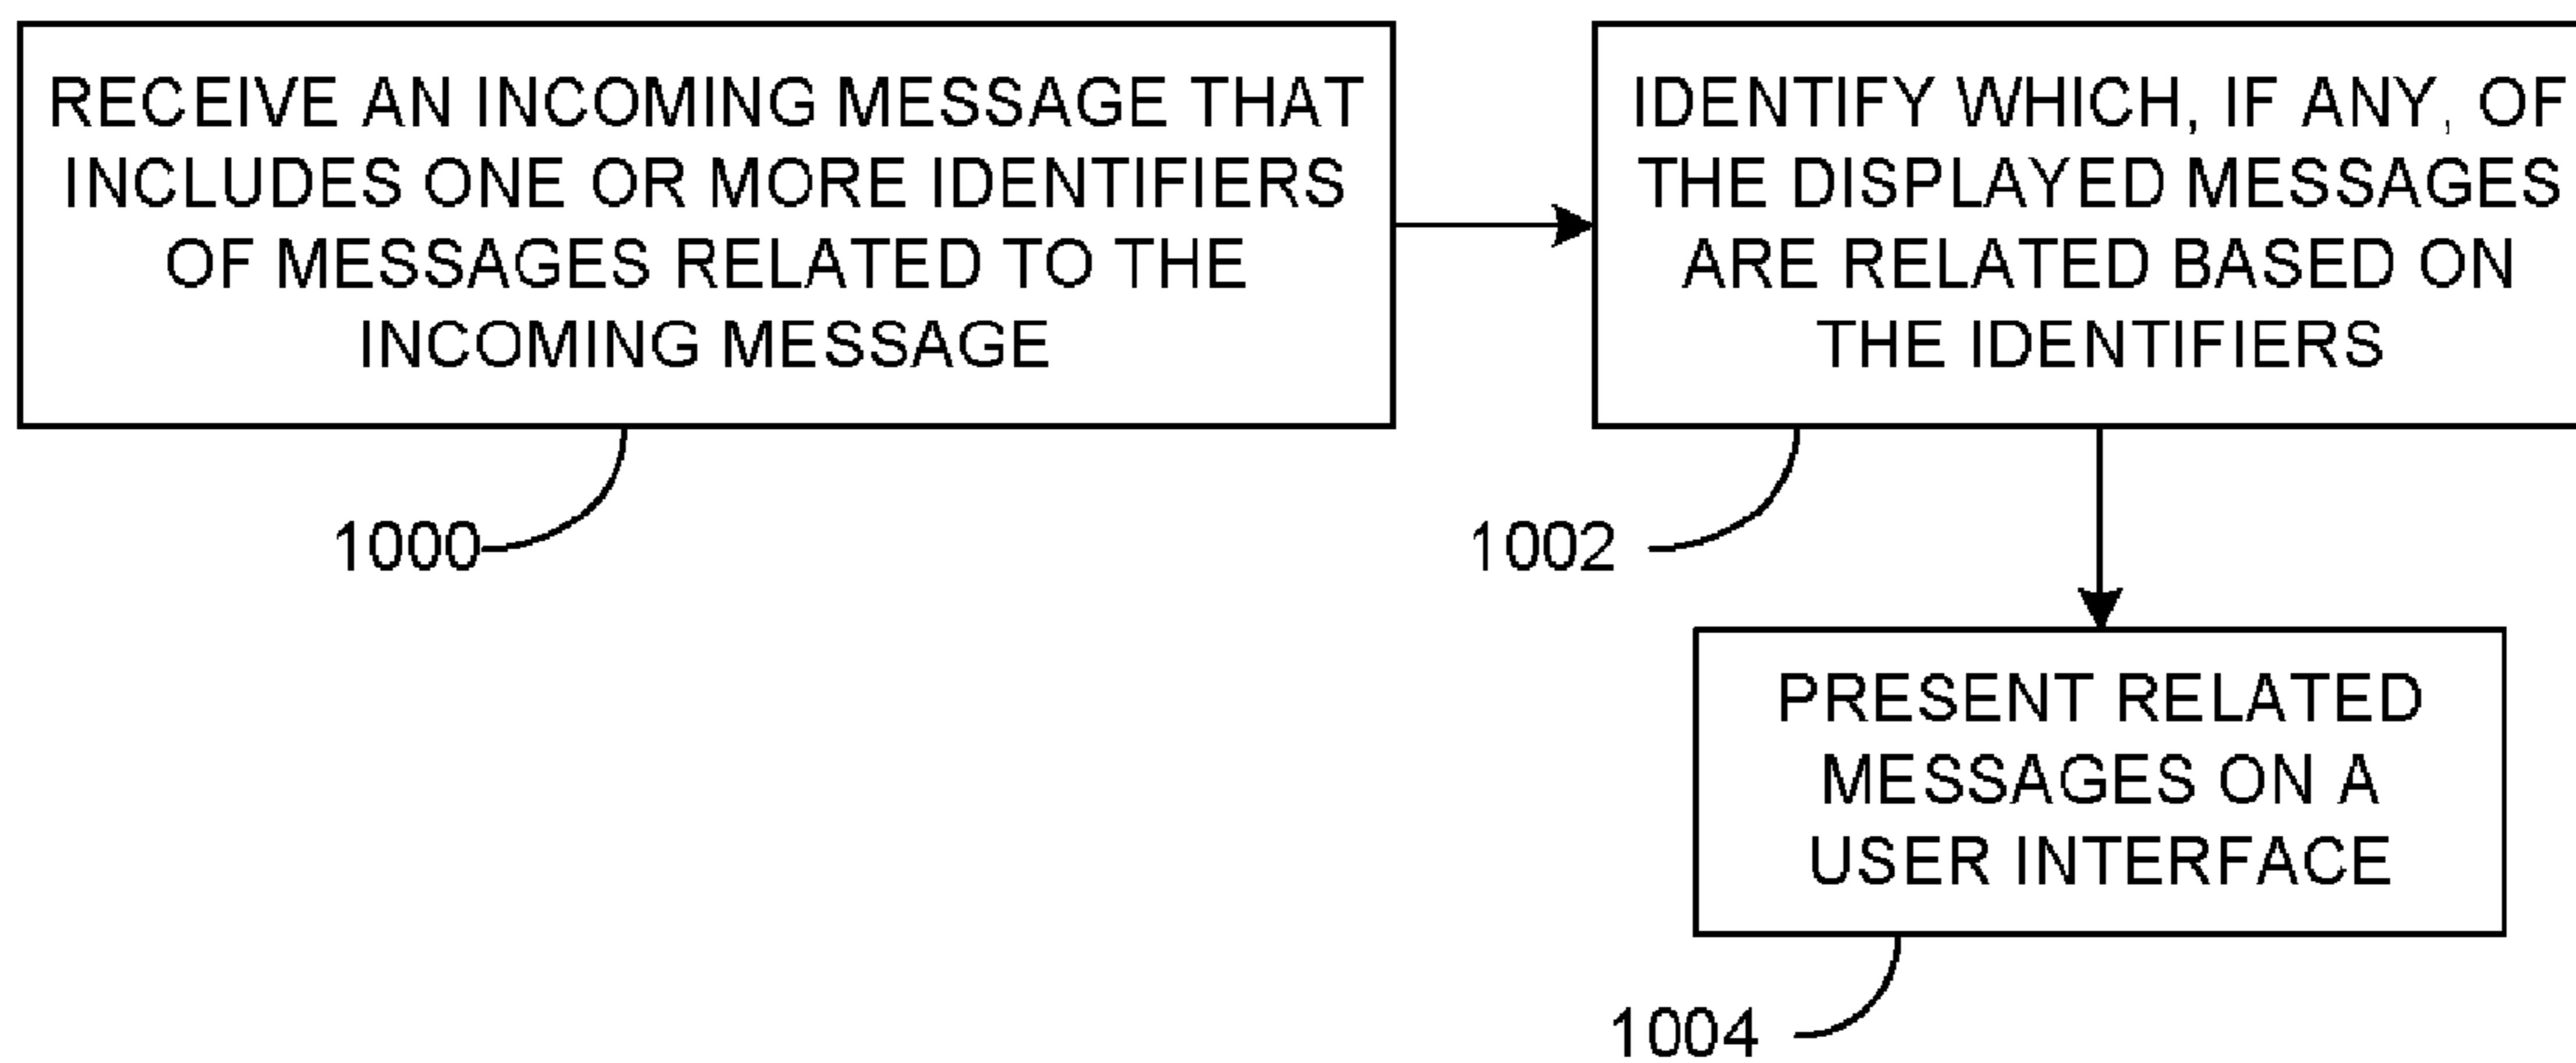 RECEIVE AN INCOMING MESSAGE THAT
INCLUDES ONE OR MORE IDENTIFIERS
OF MESSAGES RELATED TO THE
INCOMING MESSAGE
1000
IDENTIFY WHICH, IF ANY, OF
THE DISPLAYED MESSAGES
ARE RELATED BASED ON
THE IDENTIFIERS
1002
PRESENT RELATED
MESSAGES ON A
USER INTERFACE
1004